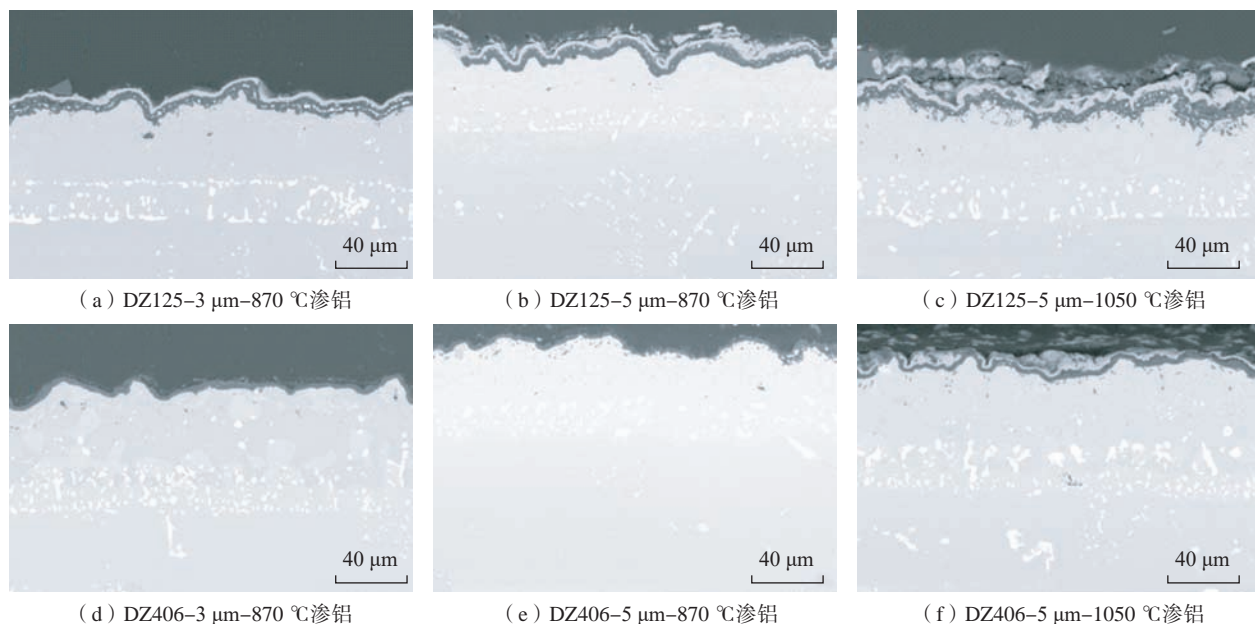 40 μm
40 μm
40 μm
(a)DZ125-3 μm-870 ℃渗铝
(b)DZ125-5 μm-870 ℃渗铝
(c)DZ125-5 μm-1050 ℃渗铝
40 μm
40 μm
40 μm
(d)DZ406-3 μm-870 ℃渗铝
(e)DZ406-5 μm-870 ℃渗铝
(f)DZ406-5 μm-1050 ℃渗铝